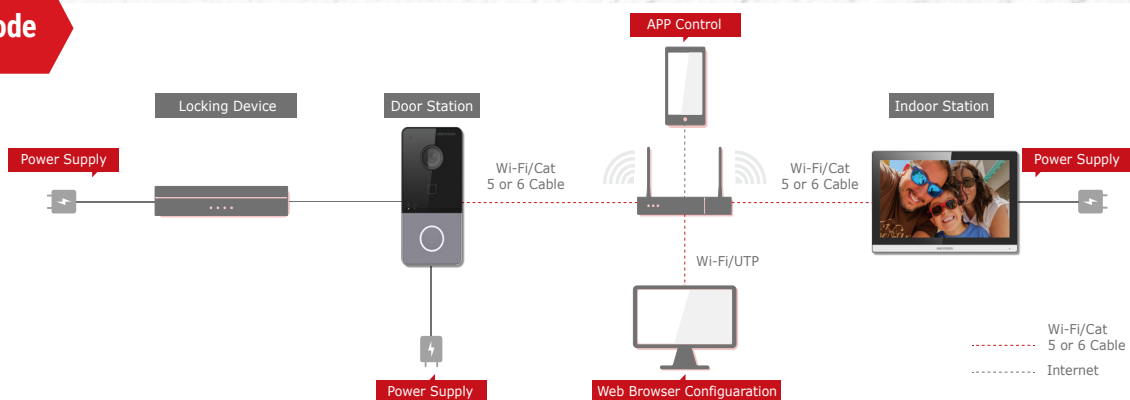 ode
APP Control
Locking Device
Door Station
Indoor Station
Power Supply
Wi-Fi/Cat
5 or 6 Cable
Wi-Fi/Cat
5 or 6 Cable
Power Supply
Wi-Fi/UTP
Wi-Fi/Cat
5 or 6 Cable
Internet
Power Supply
Web Browser Configuaration